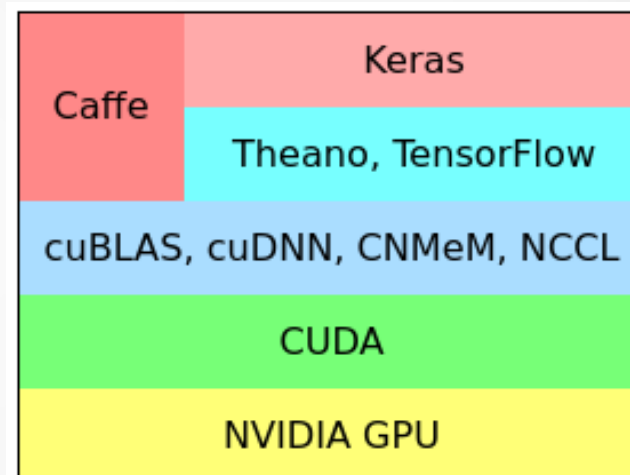 Keras
Caffe
Theano, TensorFlow
cuBLAS, cuDNN, CNMeM, NCCL
CUDA
NVIDIA GPU